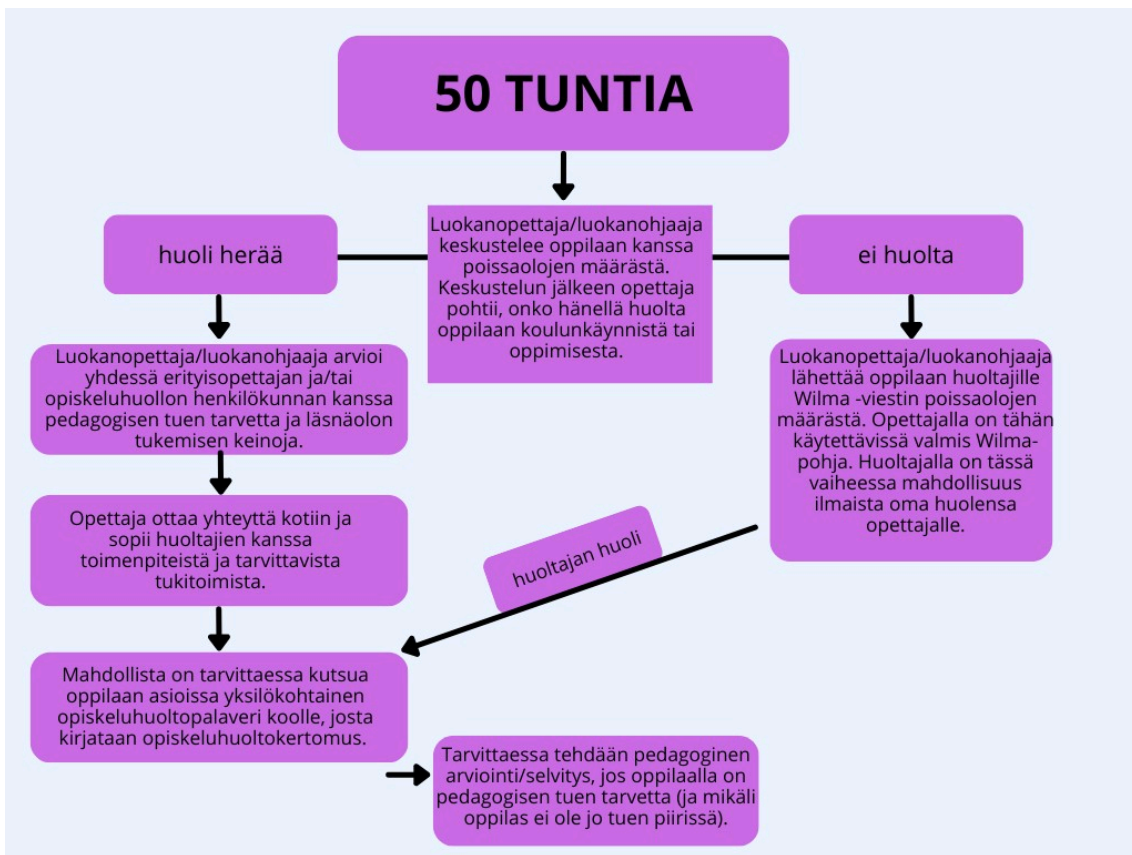 50 TUNTIA
Luokanopettaja/luokanohjaaja
keskustelee oppilaan kanssa
poissaolojen määrästä.
Keskustelun jälkeen opettaja
pohtii, onko hänellä huolta
oppilaan koulunkäynnistä tai
oppimisesta.
huoli herää
Luokanopettaja/luokanohjaaja arvioi
yhdessä erityisopettajan ja/tai
opiskeluhuollon henkilökunnan kanssa
pedagogisen tuen tarvetta ja läsnäolon
tukemisen keinoja.
Opettaja ottaa yhteyttä kotiin ja
sopii huoltajien kanssa
toimenpiteistä ja tarvittavista
tukitoimista.
ei huolta
Luokanopettaja/luokanohjaaja
lähettää oppilaan huoltajille
Wilma -viestin poissaolojen
määrästä. Opettajalla on tähän
käytettävissä valmis Wilma-
pohja. Huoltajalla on tässä
vaiheessa mahdollisuus
ilmaista oma huolensa
opettajalle.
huoltajan huoli
Mahdollista on tarvittaessa kutsua
oppilaan asioissa yksilökohtainen
opiskeluhuoltopalaveri koolle, josta
kirjataan opiskeluhuoltokertomus.
Tarvittaessa tehdään pedagoginen
arviointi/selvitys, jos oppilaalla on
pedagogisen tuen tarvetta (ja mikäli
oppilas ei ole jo tuen piirissä).